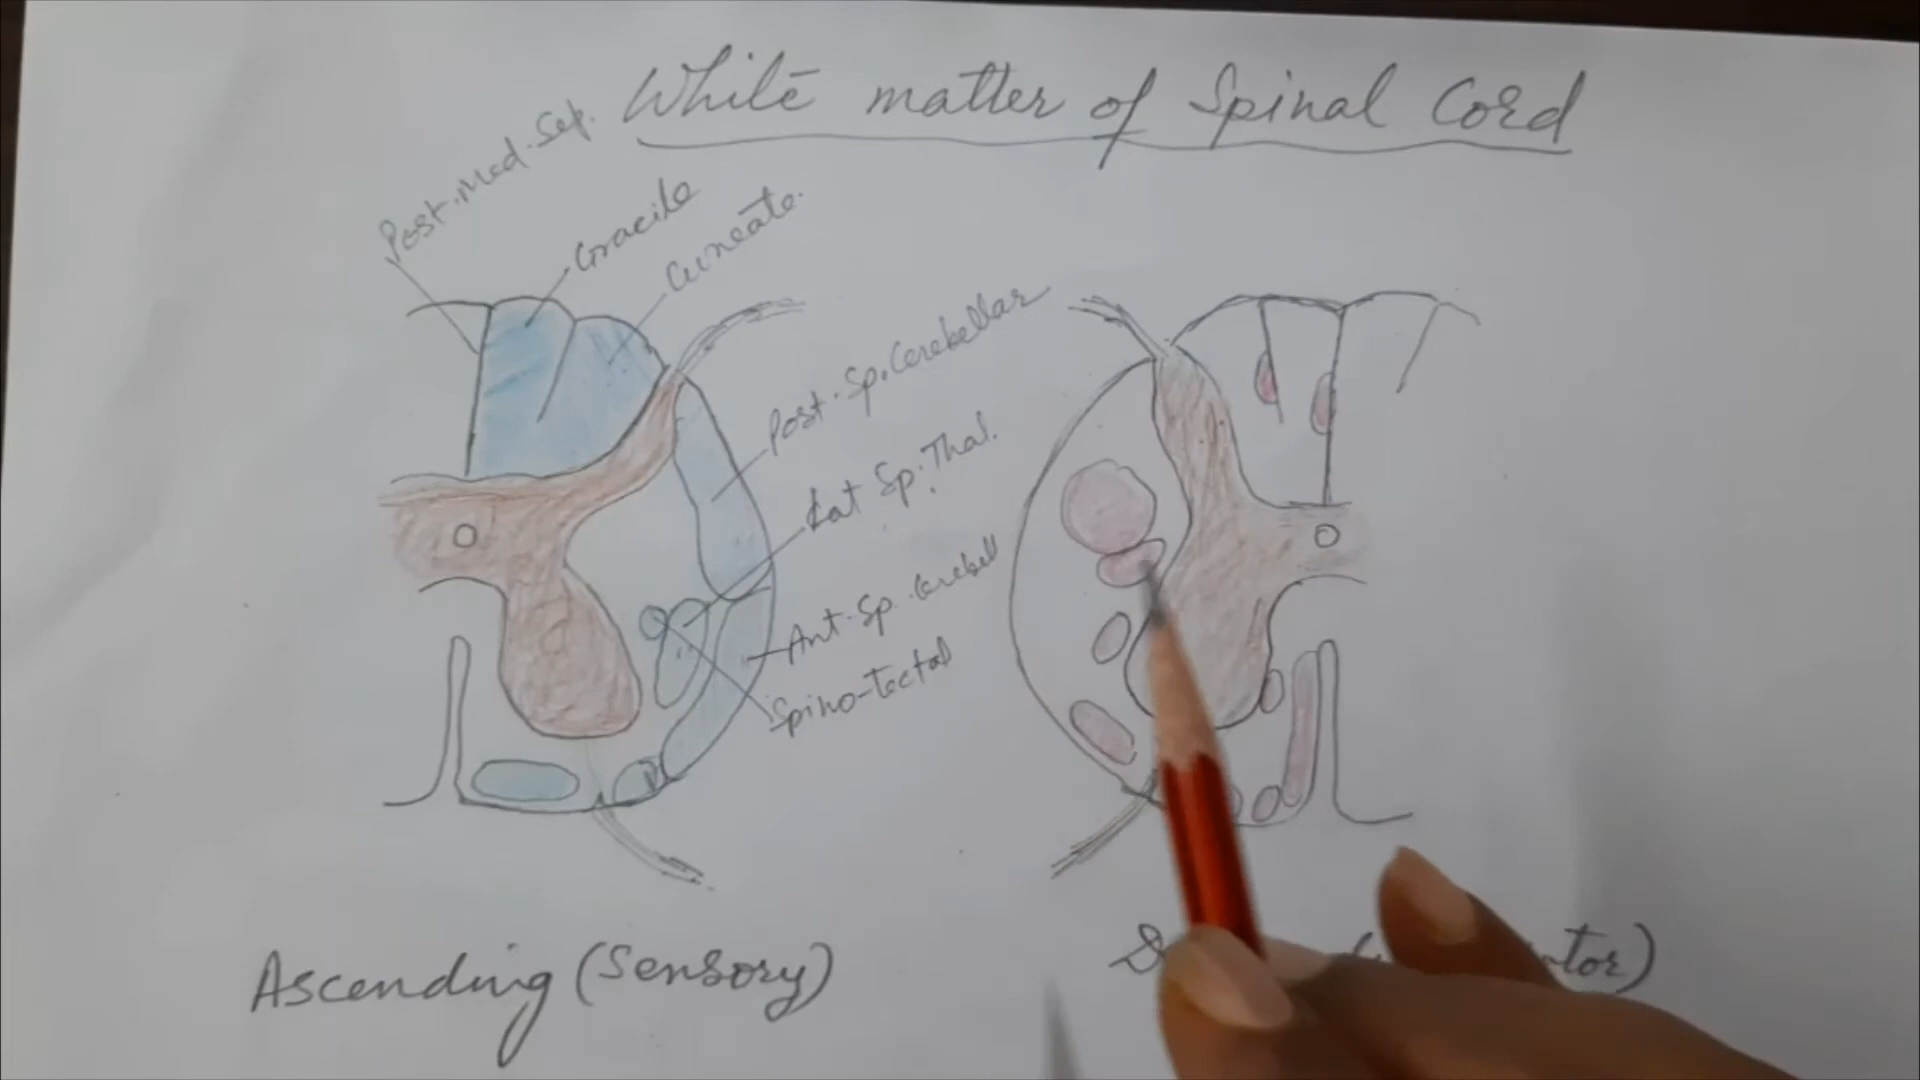 White matter of Spinal Cord
Post. Med. Sep.
Gracile
Cuneate.
Post. Sp. Cerebellar
Lat Sp. Thal.
Ant. Sp. Cerebell
Spino-tectal
Ascending (Sensory)